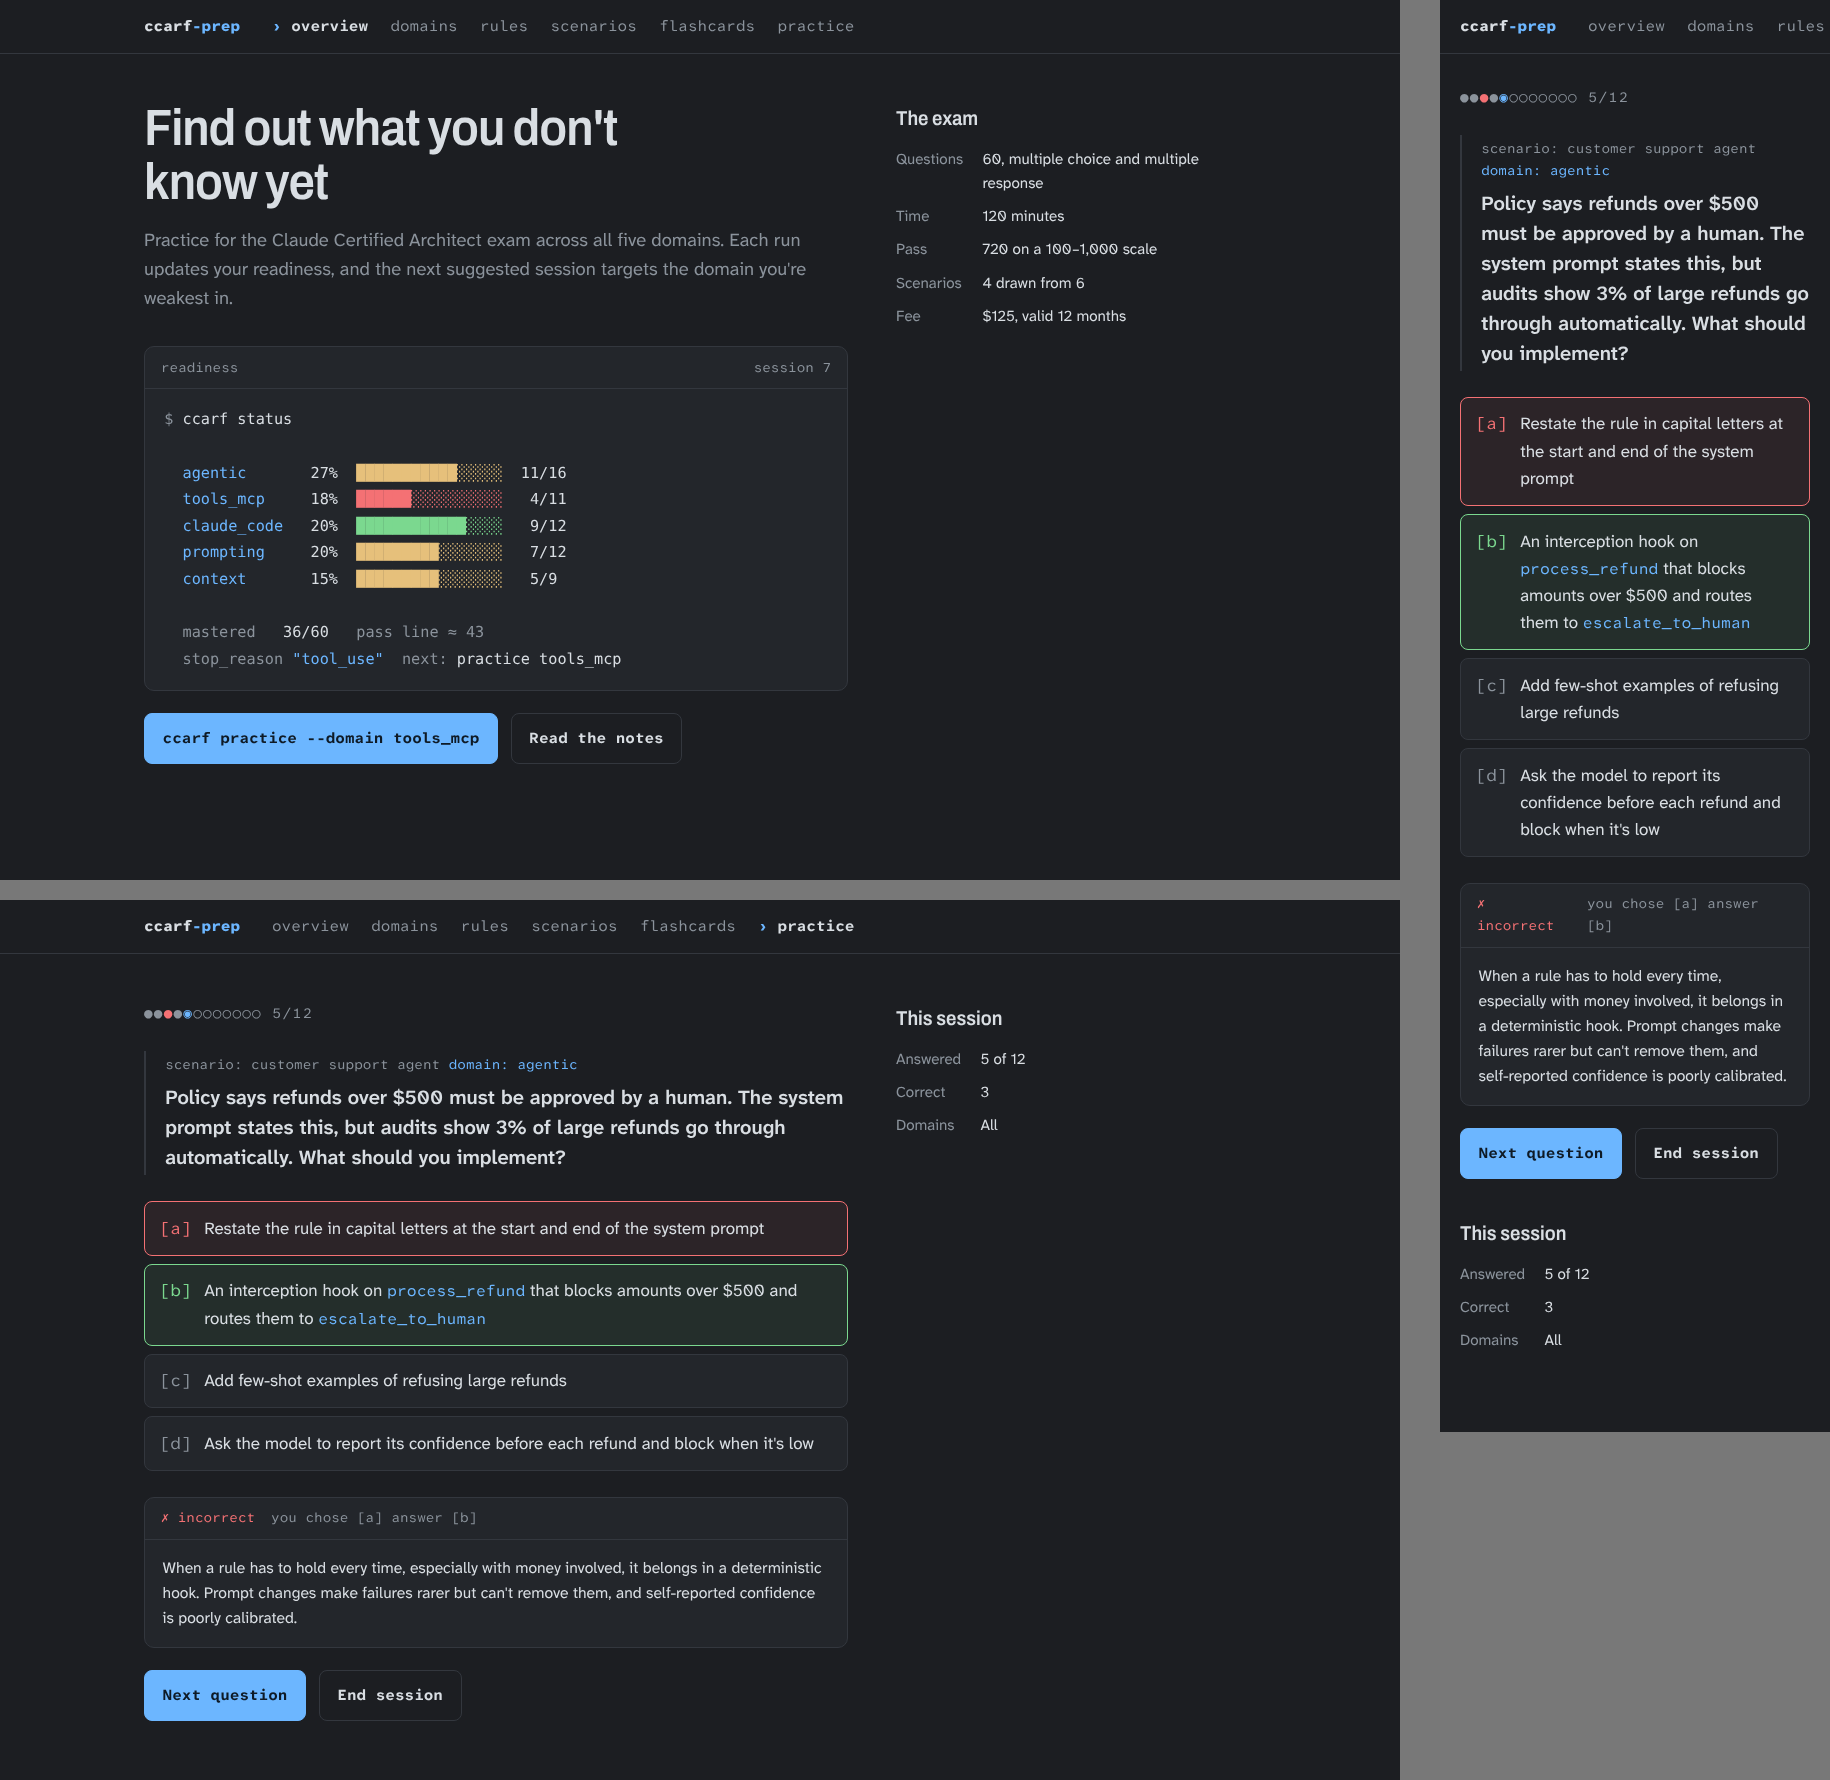 ccarf-prep › overview domains rules scenarios flashcards practice
Find out what you don't
know yet
Practice for the Claude Certified Architect exam across all five domains. Each run
updates your readiness, and the next suggested session targets the domain you're
weakest in.
readiness session 7
$ ccarf status
agentic 27% 11/16
tools_mcp 18% 4/11
claude_code 20% 9/12
prompting 20% 7/12
context 15% 5/9
mastered 36/60 pass line ≈ 43
stop_reason "tool_use" next: practice tools_mcp
ccarf practice --domain tools_mcp Read the notes
The exam
Questions 60, multiple choice and multiple
response
Time 120 minutes
Pass 720 on a 100–1,000 scale
Scenarios 4 drawn from 6
Fee $125, valid 12 months
ccarf-prep overview domains rules scenarios flashcards › practice
5/12
scenario: customer support agent domain: agentic
Policy says refunds over $500 must be approved by a human. The system
prompt states this, but audits show 3% of large refunds go through
automatically. What should you implement?
[a] Restate the rule in capital letters at the start and end of the system prompt
[b] An interception hook on process_refund that blocks amounts over $500 and
routes them to escalate_to_human
[c] Add few-shot examples of refusing large refunds
[d] Ask the model to report its confidence before each refund and block when it's low
✗ incorrect you chose [a] answer [b]
When a rule has to hold every time, especially with money involved, it belongs in a deterministic
hook. Prompt changes make failures rarer but can't remove them, and self-reported confidence
is poorly calibrated.
Next question End session
This session
Answered 5 of 12
Correct 3
Domains All
ccarf-prep overview domains rules
5/12
scenario: customer support agent
domain: agentic
Policy says refunds over $500
must be approved by a human. The
system prompt states this, but
audits show 3% of large refunds go
through automatically. What should
you implement?
[a] Restate the rule in capital letters at
the start and end of the system
prompt
[b] An interception hook on
process_refund that blocks
amounts over $500 and routes
them to escalate_to_human
[c] Add few-shot examples of refusing
large refunds
[d] Ask the model to report its
confidence before each refund and
block when it's low
✗ you chose [a] answer
incorrect [b]
When a rule has to hold every time,
especially with money involved, it belongs in
a deterministic hook. Prompt changes make
failures rarer but can't remove them, and
self-reported confidence is poorly calibrated.
Next question End session
This session
Answered 5 of 12
Correct 3
Domains All